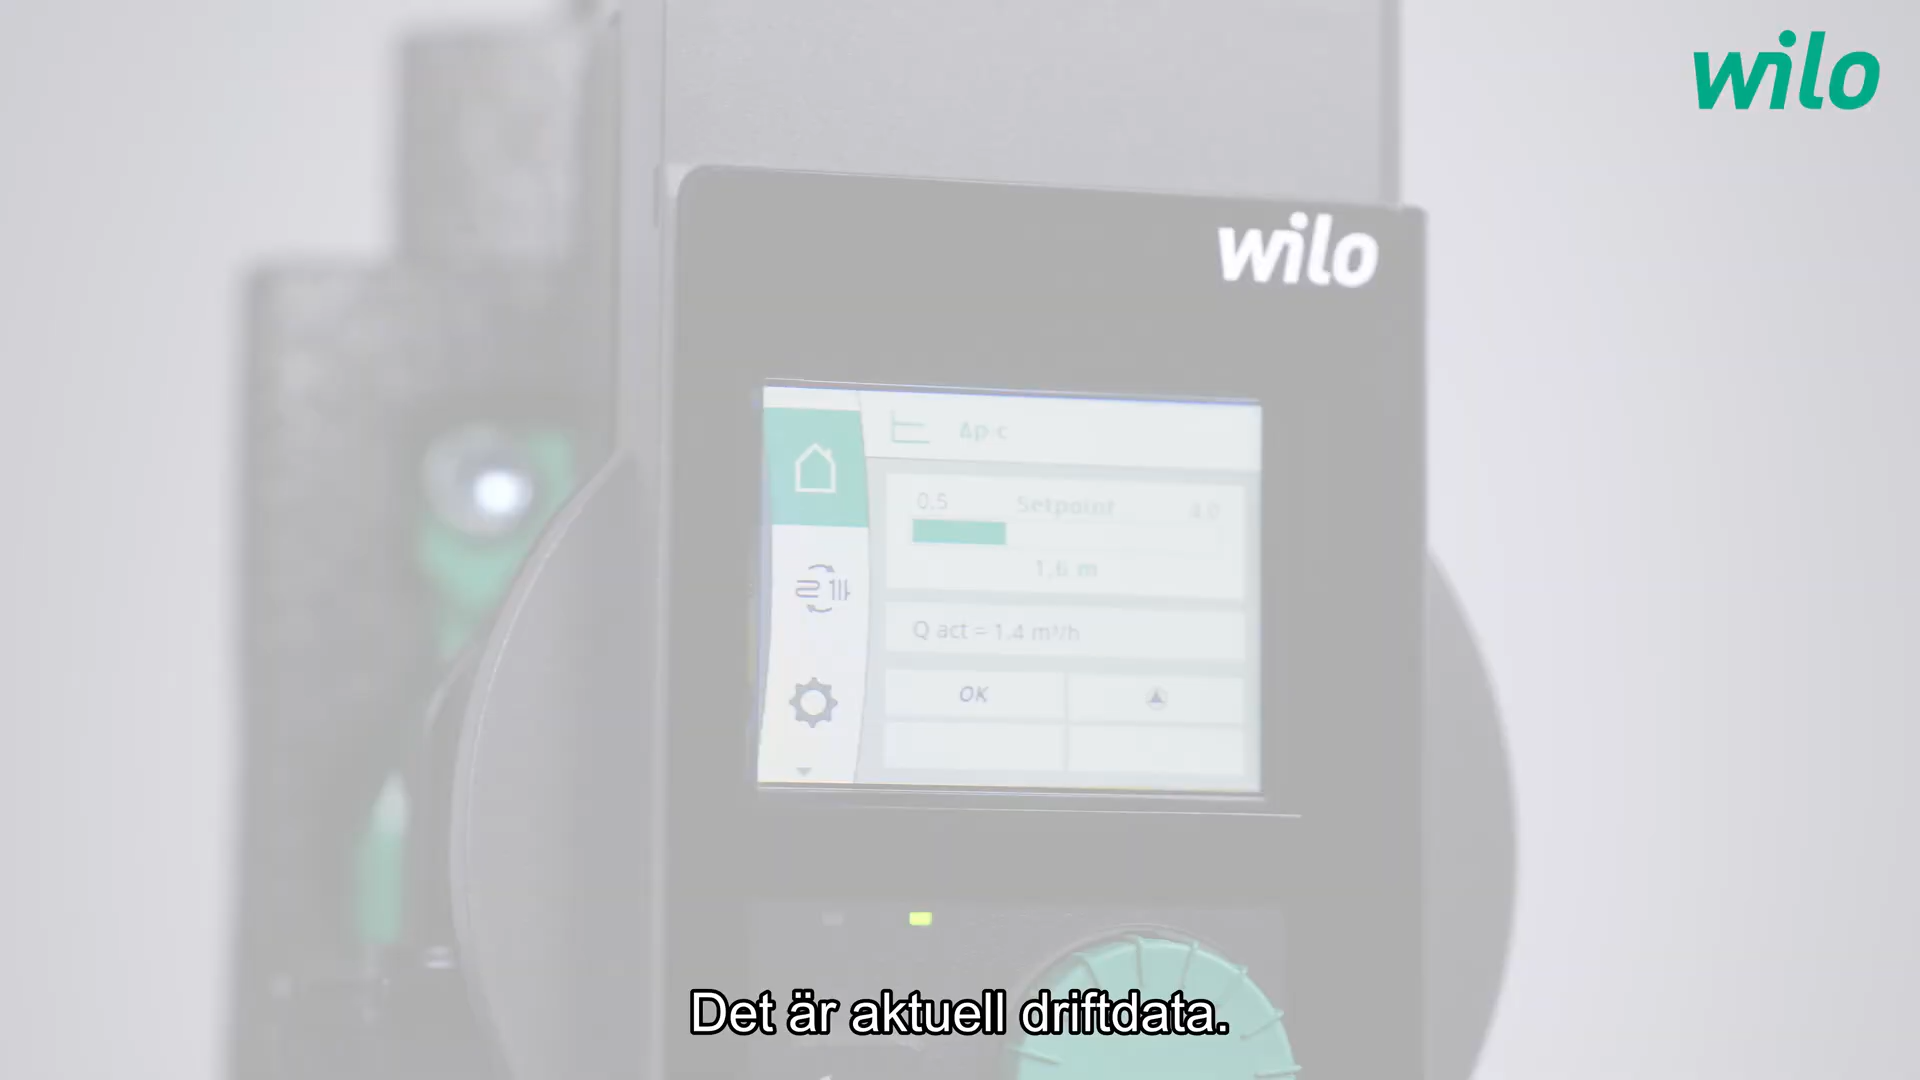 wilo
wilo
Δp-c
0.5 Setpoint 4.0
1.6 m
Q act = 1.4 m³/h
OK
Det är aktuell driftdata.